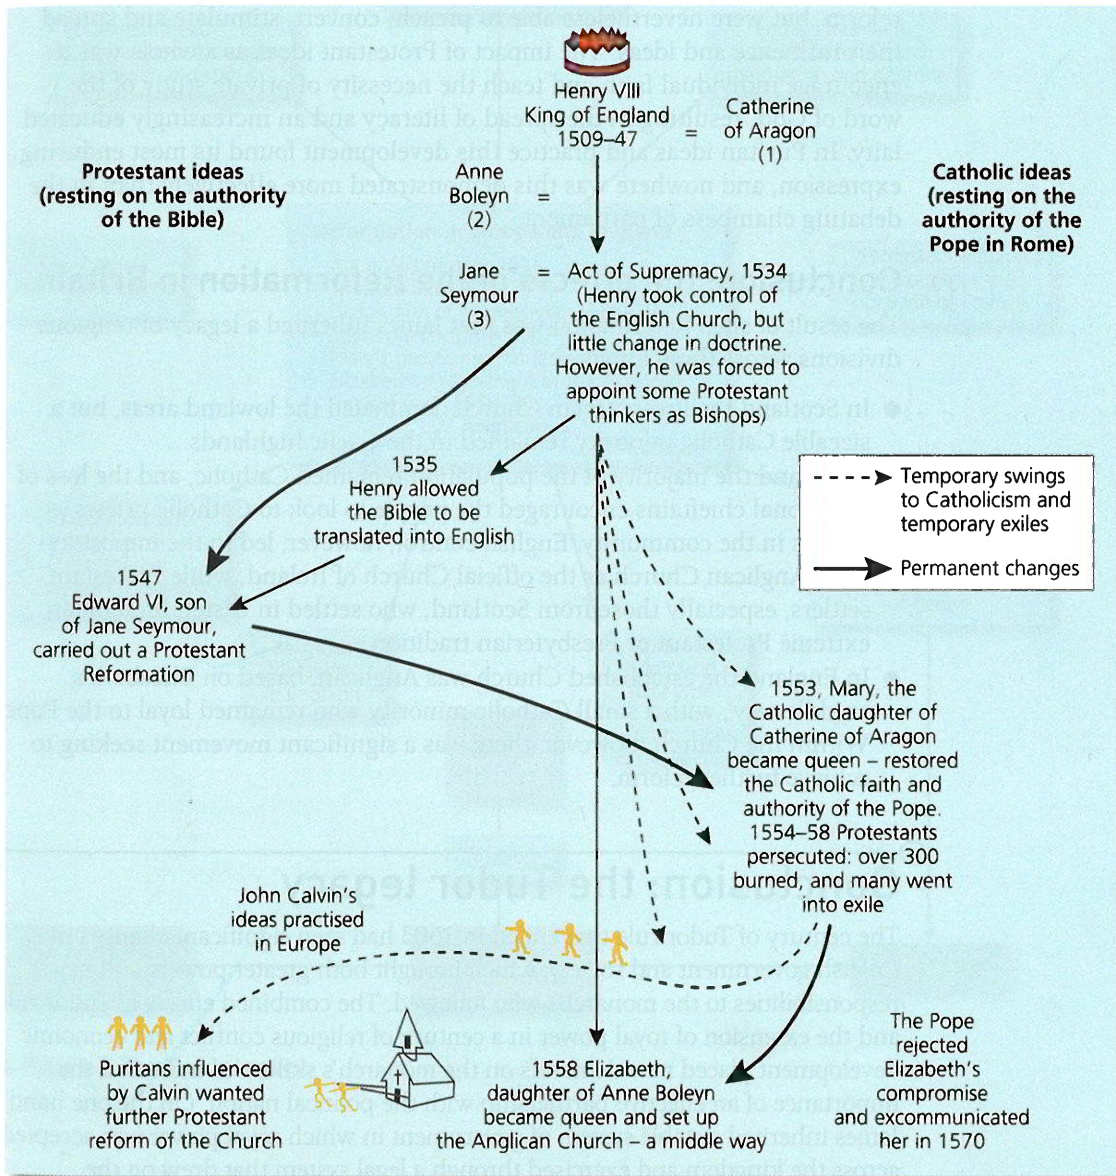 Henry VIII
King of England
1509–47
=
Catherine
of Aragon
(1)
Protestant ideas
(resting on the authority
of the Bible)
Anne
Boleyn =
(2)
Catholic ideas
(resting on the
authority of the
Pope in Rome)
Jane
Seymour
(3)
=
Act of Supremacy, 1534
(Henry took control of
the English Church, but
little change in doctrine.
However, he was forced to
appoint some Protestant
thinkers as Bishops)
1535
Henry allowed
the Bible to be
translated into English
Temporary swings
to Catholicism and
temporary exiles
Permanent changes
1547
Edward VI, son
of Jane Seymour,
carried out a Protestant
Reformation
1553, Mary, the
Catholic daughter of
Catherine of Aragon
became queen – restored
the Catholic faith and
authority of the Pope.
1554–58 Protestants
persecuted: over 300
burned, and many went
into exile
John Calvin's
ideas practised
in Europe
Puritans influenced
by Calvin wanted
further Protestant
reform of the Church
1558 Elizabeth,
daughter of Anne Boleyn
became queen and set up
the Anglican Church – a middle way
The Pope
rejected
Elizabeth's
compromise
and excommunicated
her in 1570